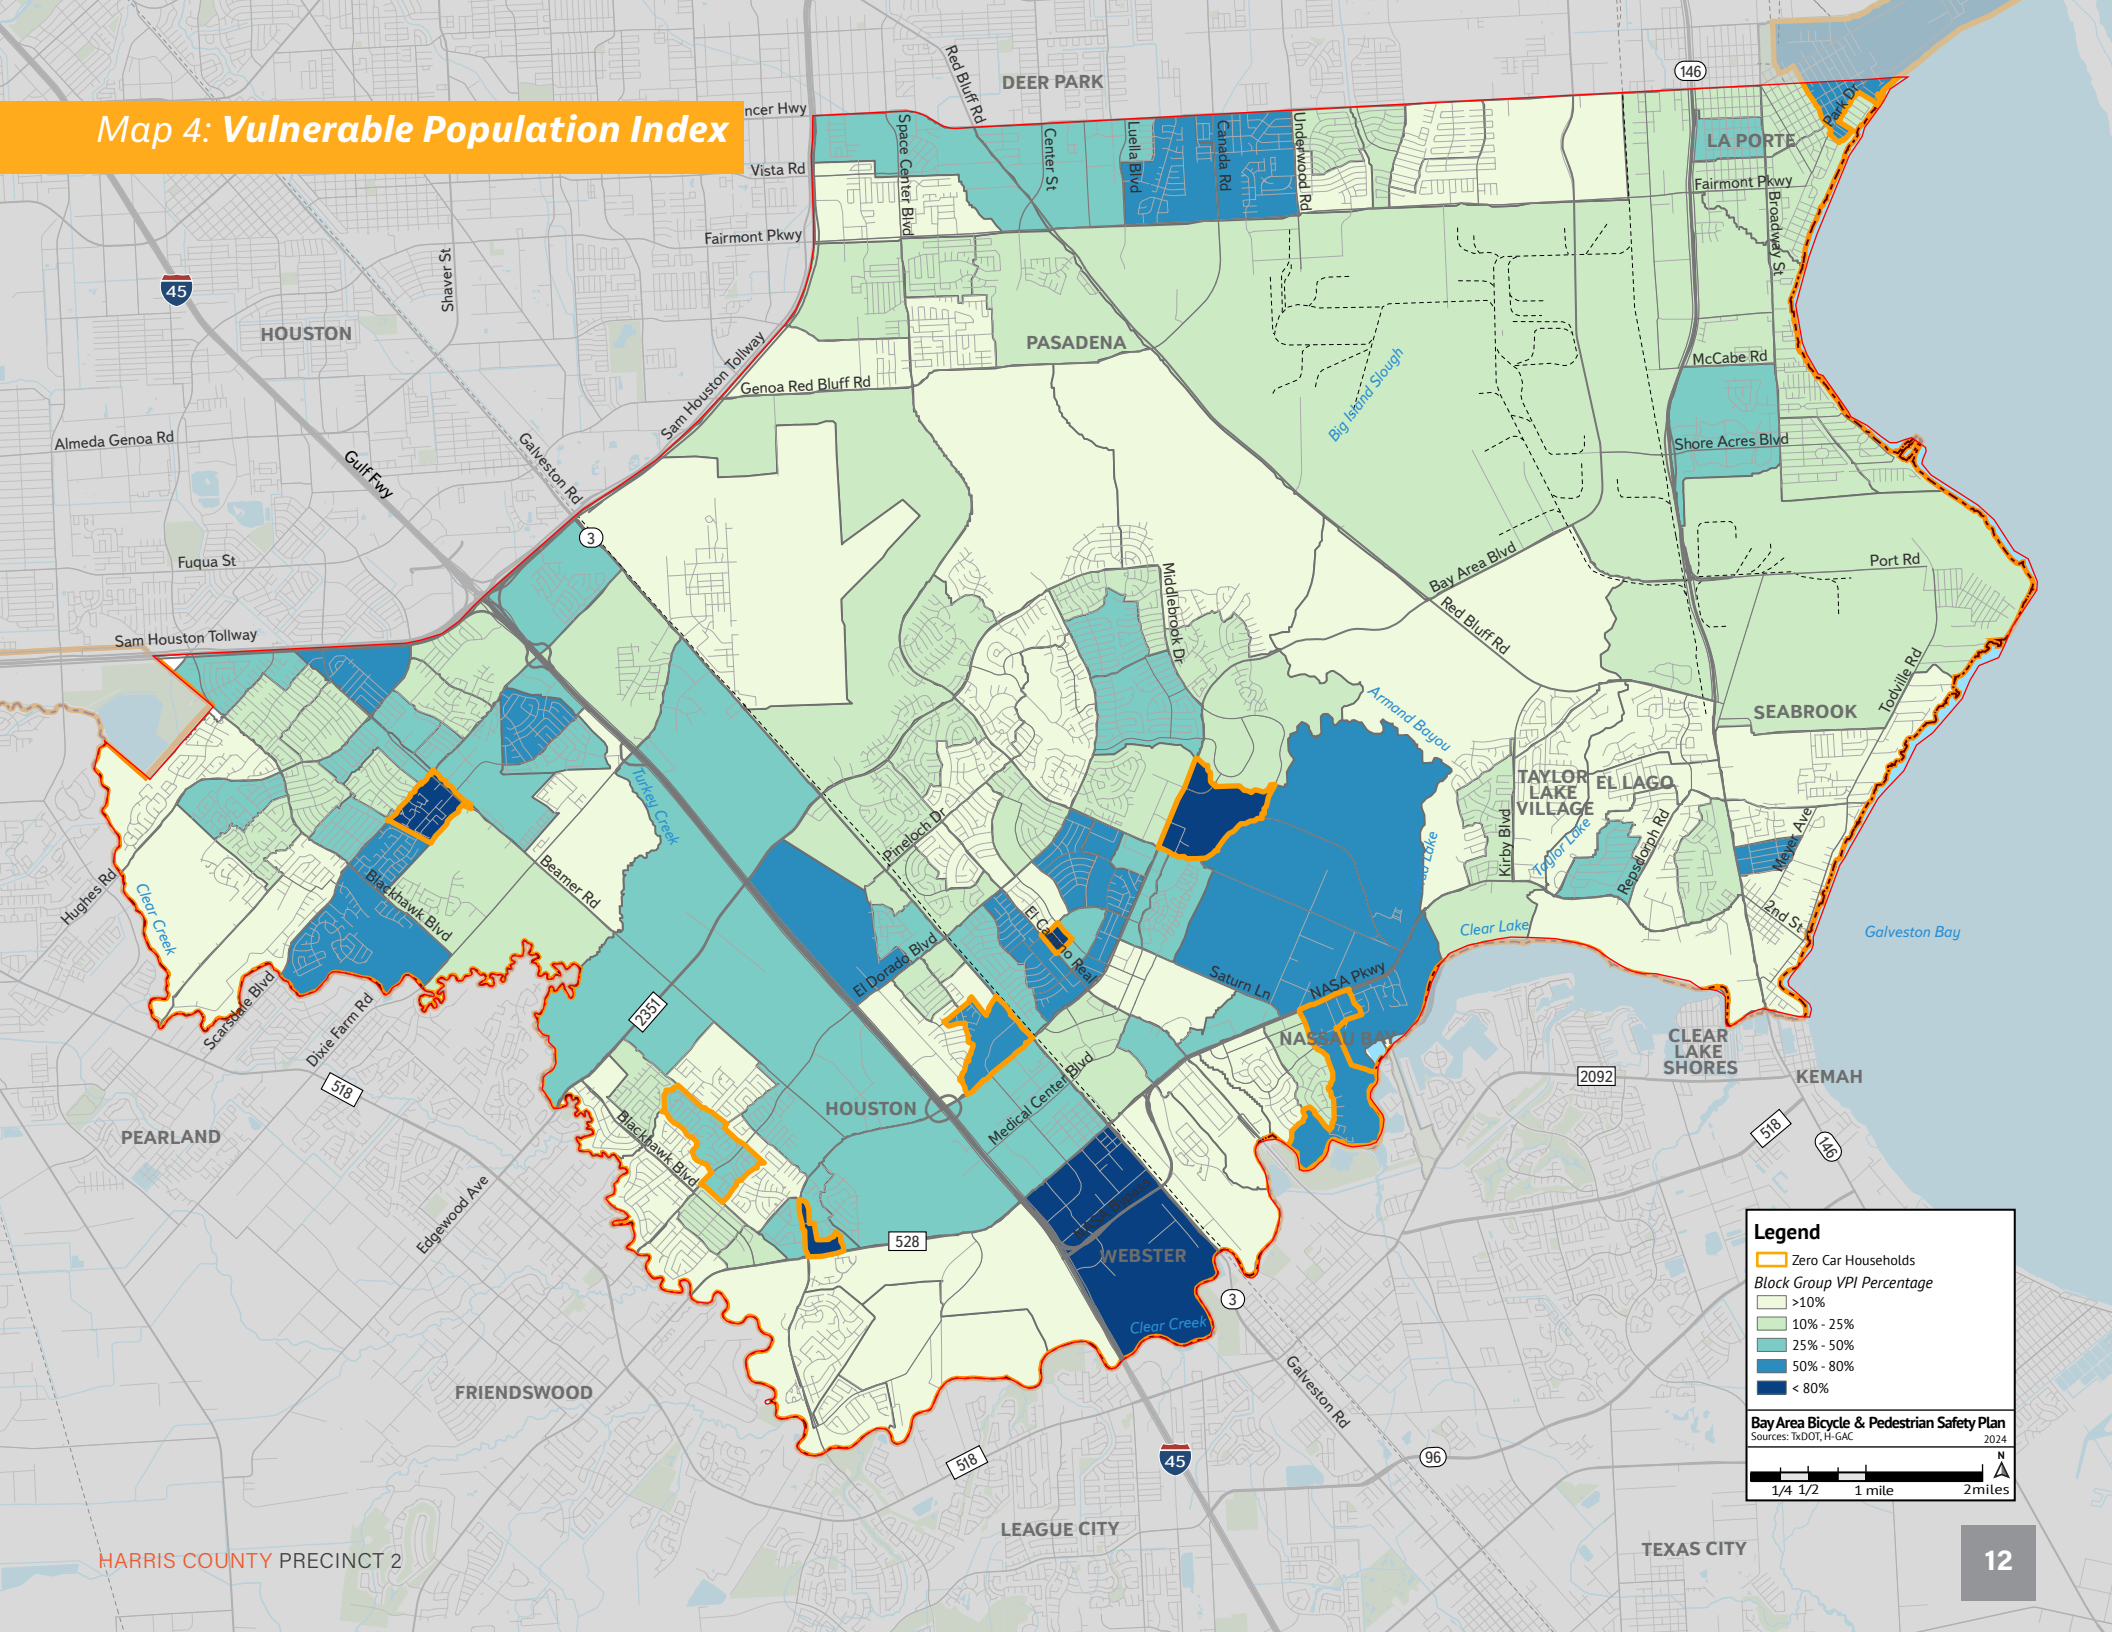 Map 4: Vulnerable Population Index
ncer Hwy
Vista Rd
Fairmont Pkwy
Red Bluff Rd
DEER PARK
Space Center Blvd
Center St
Luella Blvd
Canada Rd
Underwood Rd
146
LA PORTE
Park Dr
Fairmont Pkwy
Broadway St
45
HOUSTON
Shaver St
PASADENA
Genoa Red Bluff Rd
Sam Houston Tollway
Big Island Slough
McCabe Rd
Shore Acres Blvd
Almeda Genoa Rd
Gulf Fwy
Galveston Rd
3
Fuqua St
Sam Houston Tollway
Middlebrook Dr
Bay Area Blvd
Red Bluff Rd
Port Rd
Todville Rd
SEABROOK
Armand Bayou
TAYLOR
LAKE
VILLAGE
EL LAGO
Turkey Creek
Pineloch Dr
Kirby Blvd
Taylor Lake
Repsdorph Rd
Meyer Ave
Lake
2nd St
Beamer Rd
Blackhawk Blvd
Hughes Rd
Clear Creek
El Camino Real
El Dorado Blvd
Saturn Ln
NASA Pkwy
Clear Lake
Galveston Bay
Scarsdale Blvd
Dixie Farm Rd
2351
NASSAU BAY
CLEAR
LAKE
SHORES
KEMAH
2092
518
518
146
PEARLAND
HOUSTON
Medical Center Blvd
Blackhawk Blvd
Edgewood Ave
528
WEBSTER
Clear Creek
3
Galveston Rd
FRIENDSWOOD
518
45
96
LEAGUE CITY
TEXAS CITY
Legend
Zero Car Households
Block Group VPI Percentage
>10%
10% - 25%
25% - 50%
50% - 80%
< 80%
Bay Area Bicycle & Pedestrian Safety Plan
Sources: TxDOT, H-GAC
2024
N
1/4 1/2 1 mile 2miles
HARRIS COUNTY PRECINCT 2
12